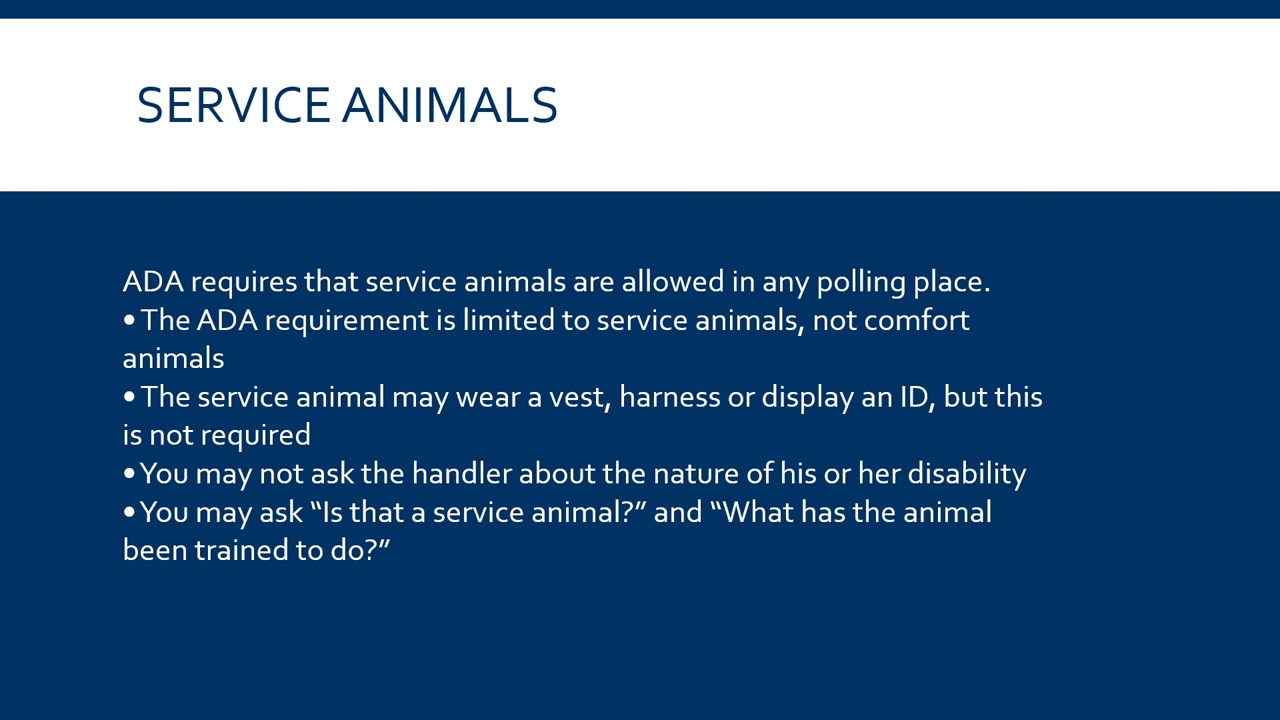 SERVICE ANIMALS
ADA requires that service animals are allowed in any polling place.
• The ADA requirement is limited to service animals, not comfort
animals
• The service animal may wear a vest, harness or display an ID, but this
is not required
• You may not ask the handler about the nature of his or her disability
• You may ask “Is that a service animal?” and “What has the animal
been trained to do?”